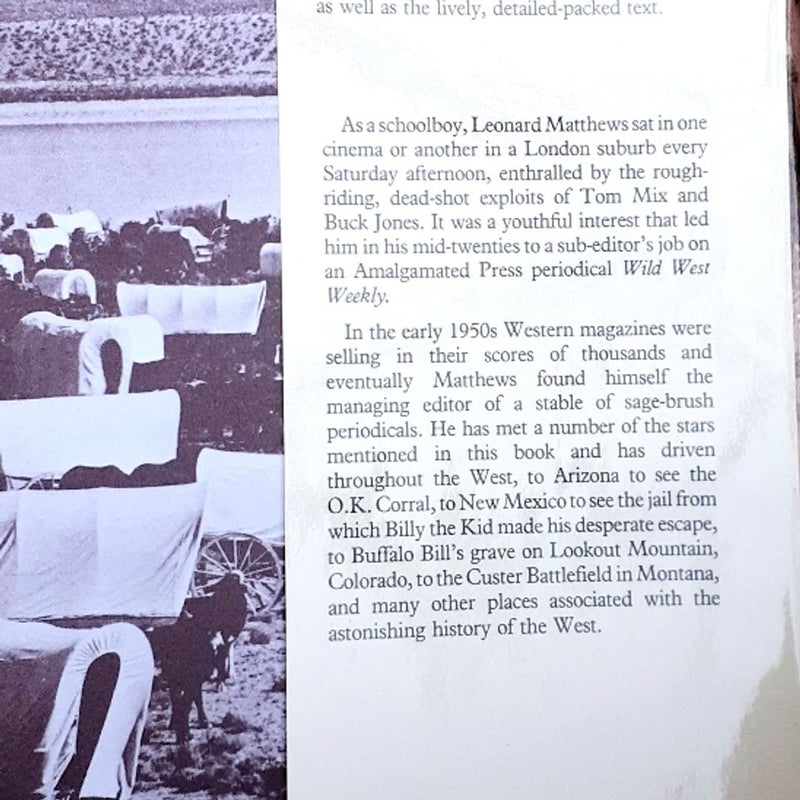 as well as the lively, detailed-packed text.
As a schoolboy, Leonard Matthews sat in one
cinema or another in a London suburb every
Saturday afternoon, enthralled by the rough-
riding, dead-shot exploits of Tom Mix and
Buck Jones. It was a youthful interest that led
him in his mid-twenties to a sub-editor's job on
an Amalgamated Press periodical Wild West
Weekly.
In the early 1950s Western magazines were
selling in their scores of thousands and
eventually Matthews found himself the
managing editor of a stable of sage-brush
periodicals. He has met a number of the stars
mentioned in this book and has driven
throughout the West, to Arizona to see the
O.K. Corral, to New Mexico to see the jail from
which Billy the Kid made his desperate escape,
to Buffalo Bill's grave on Lookout Mountain,
Colorado, to the Custer Battlefield in Montana,
and many other places associated with the
astonishing history of the West.